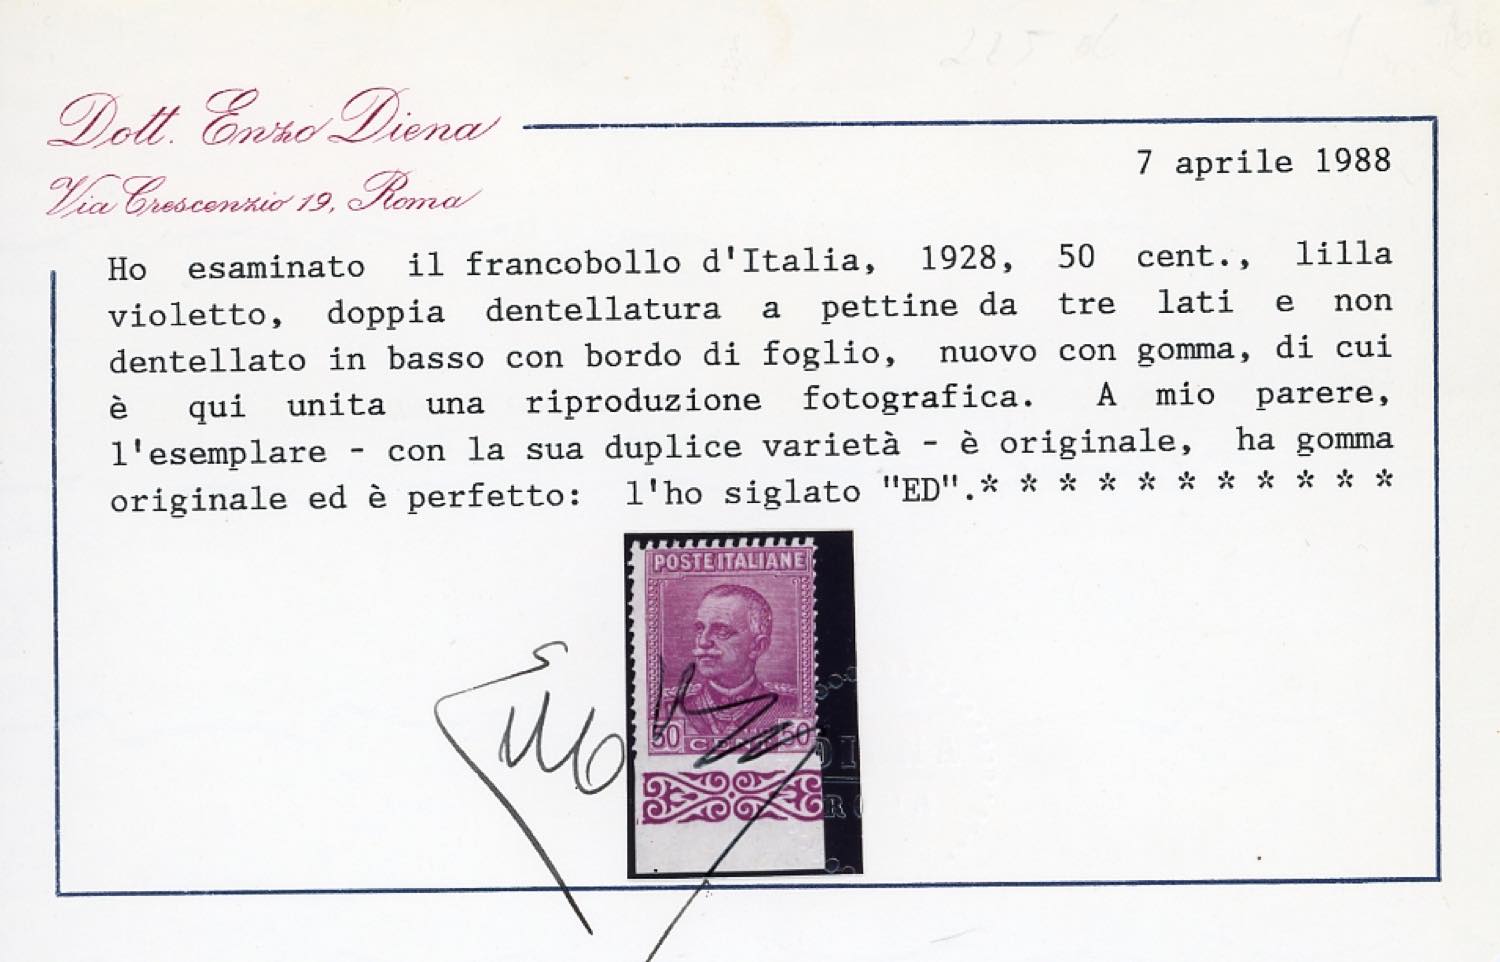 Dott. Enzo Diena
Via Crescenzio 19, Roma
7 aprile 1988
Ho esaminato il francobollo d'Italia, 1928, 50 cent., lilla
violetto, doppia dentellatura a pettine da tre lati e non
dentellato in basso con bordo di foglio, nuovo con gomma, di cui
è qui unita una riproduzione fotografica. A mio parere,
l'esemplare - con la sua duplice varietà - è originale, ha gomma
originale ed è perfetto: l'ho siglato "ED".* * * * * * * * * * *
POSTE ITALIANE
50 50